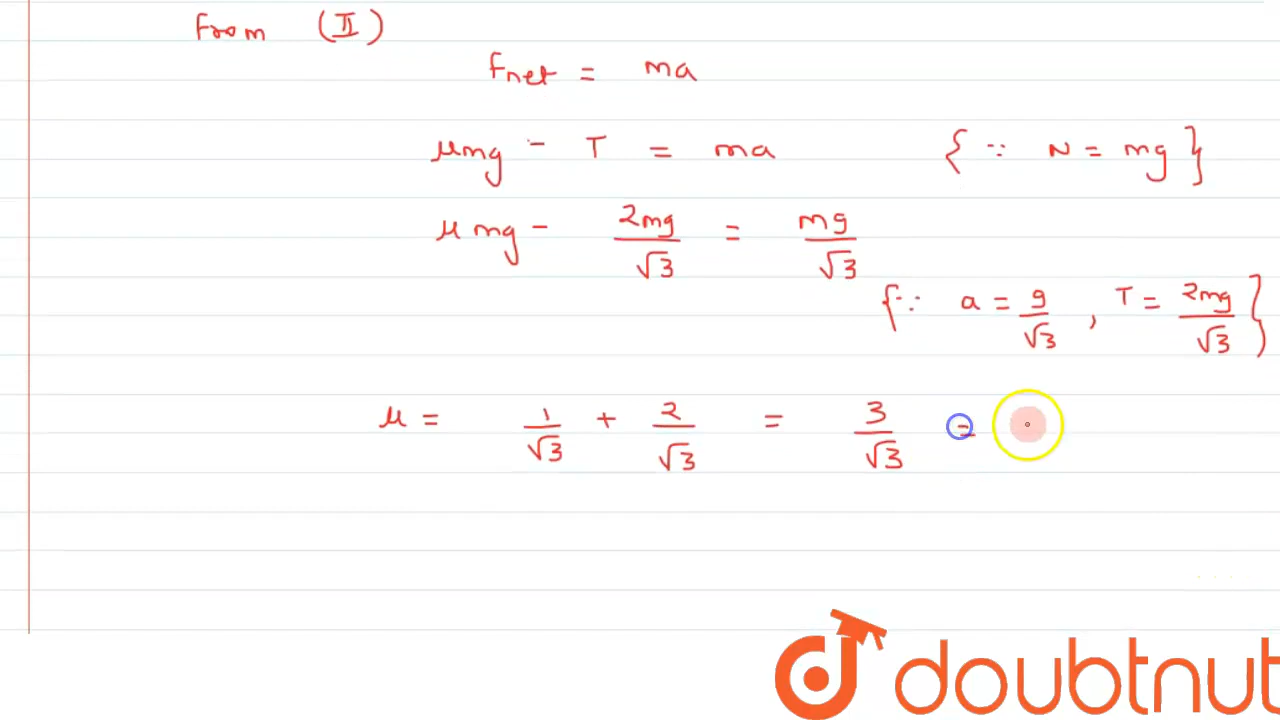 From (II)
Fnet = ma
μmg - T = ma {∵ N = mg}
μ mg - 2mg/√3 = mg/√3
{∵ a = g/√3 , T = 2mg/√3}
μ = 1/√3 + 2/√3 = 3/√3 =
doubtnut